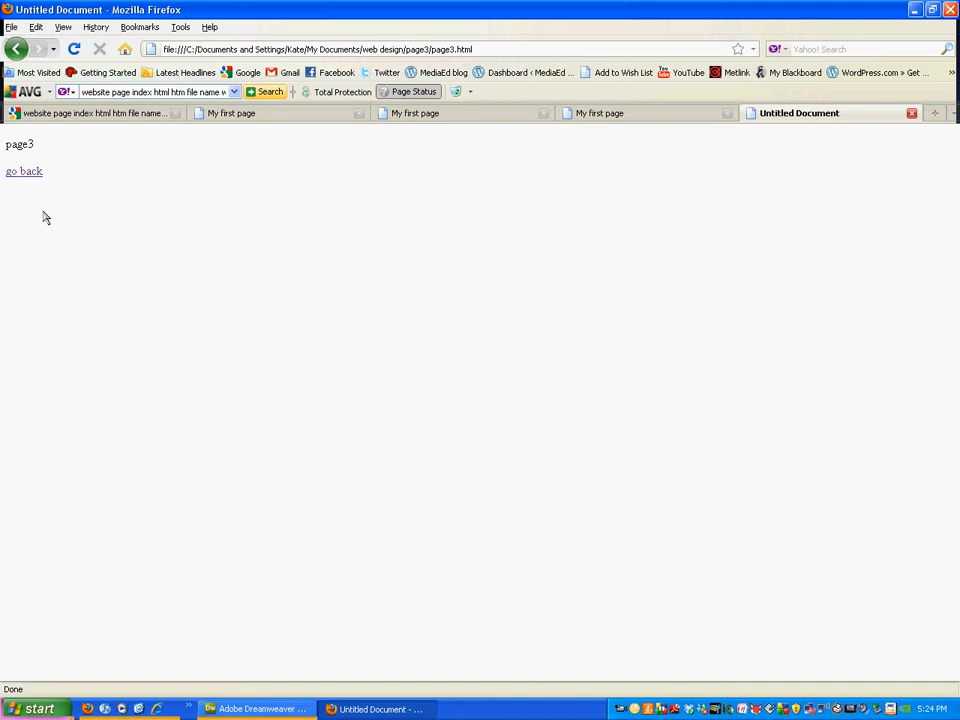 Untitled Document - Mozilla Firefox
File Edit View History Bookmarks Tools Help
file:///C:/Documents and Settings/Kate/My Documents/web design/page3/page3.html
Yahoo! Search
Most Visited Getting Started Latest Headlines Google Gmail Facebook Twitter MediaEd blog Dashboard ‹ MediaEd ... Add to Wish List YouTube Metlink My Blackboard WordPress.com » Get ... »
AVG Y! website page index html htm file name w Search Total Protection Page Status
website page index html htm file name... My first page My first page My first page Untitled Document
page3
go back
Done
start » Dw Adobe Dreamweaver ... Untitled Document - ... 5:24 PM